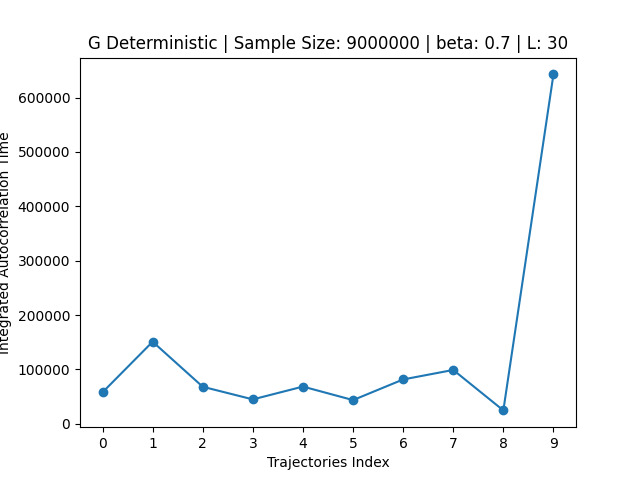 G Deterministic | Sample Size: 9000000 | beta: 0.7 | L: 30
600000
500000
400000
300000
200000
100000
0
Integrated Autocorrelation Time
0 1 2 3 4 5 6 7 8 9
Trajectories Index